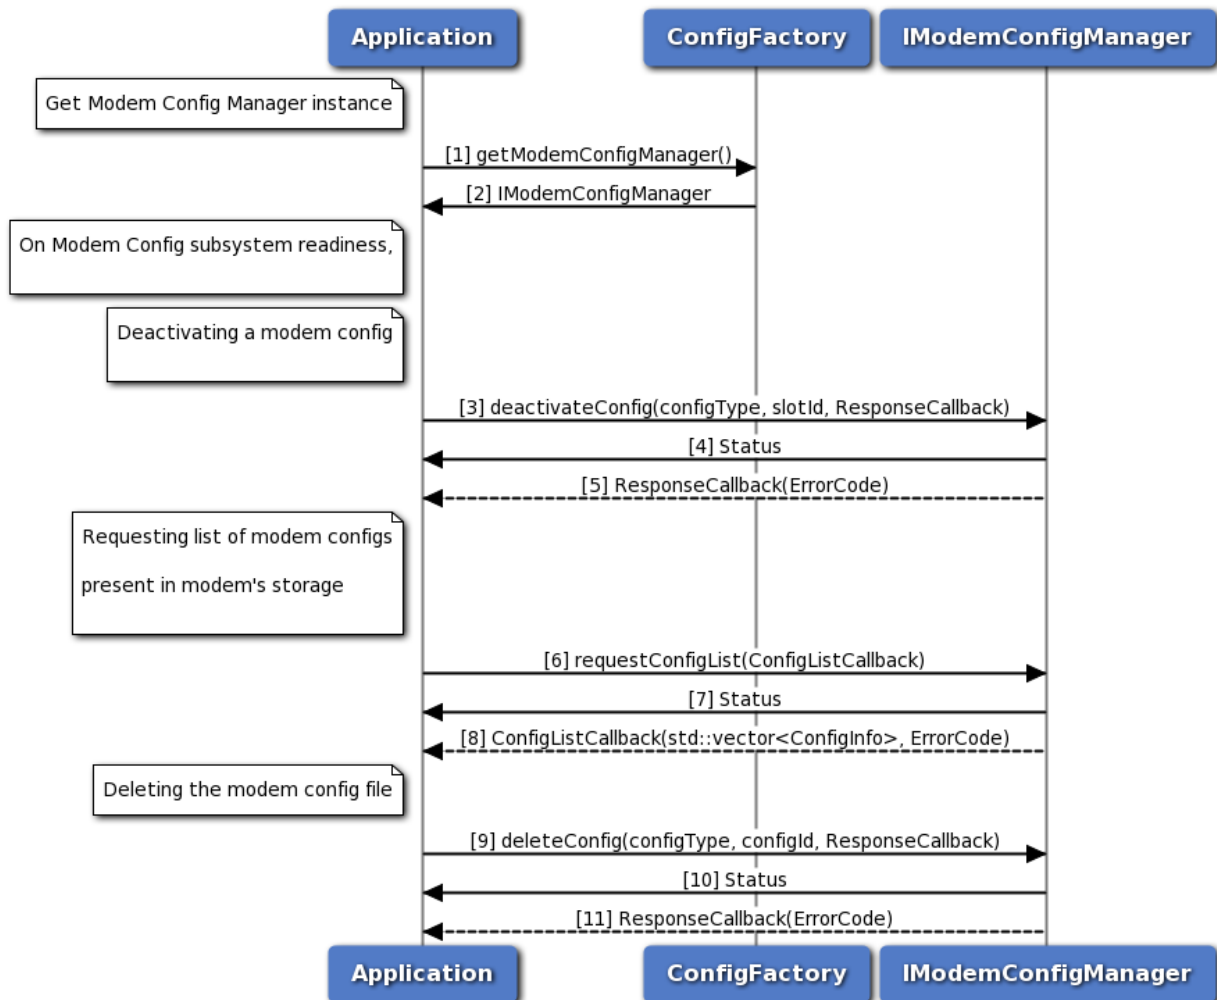 Application
ConfigFactory
IModemConfigManager
Get Modem Config Manager instance
[1] getModemConfigManager()
[2] IModemConfigManager
On Modem Config subsystem readiness,
Deactivating a modem config
[3] deactivateConfig(configType, slotId, ResponseCallback)
[4] Status
[5] ResponseCallback(ErrorCode)
Requesting list of modem configs
present in modem's storage
[6] requestConfigList(ConfigListCallback)
[7] Status
[8] ConfigListCallback(std::vector<ConfigInfo>, ErrorCode)
Deleting the modem config file
[9] deleteConfig(configType, configId, ResponseCallback)
[10] Status
[11] ResponseCallback(ErrorCode)
Application
ConfigFactory
IModemConfigManager